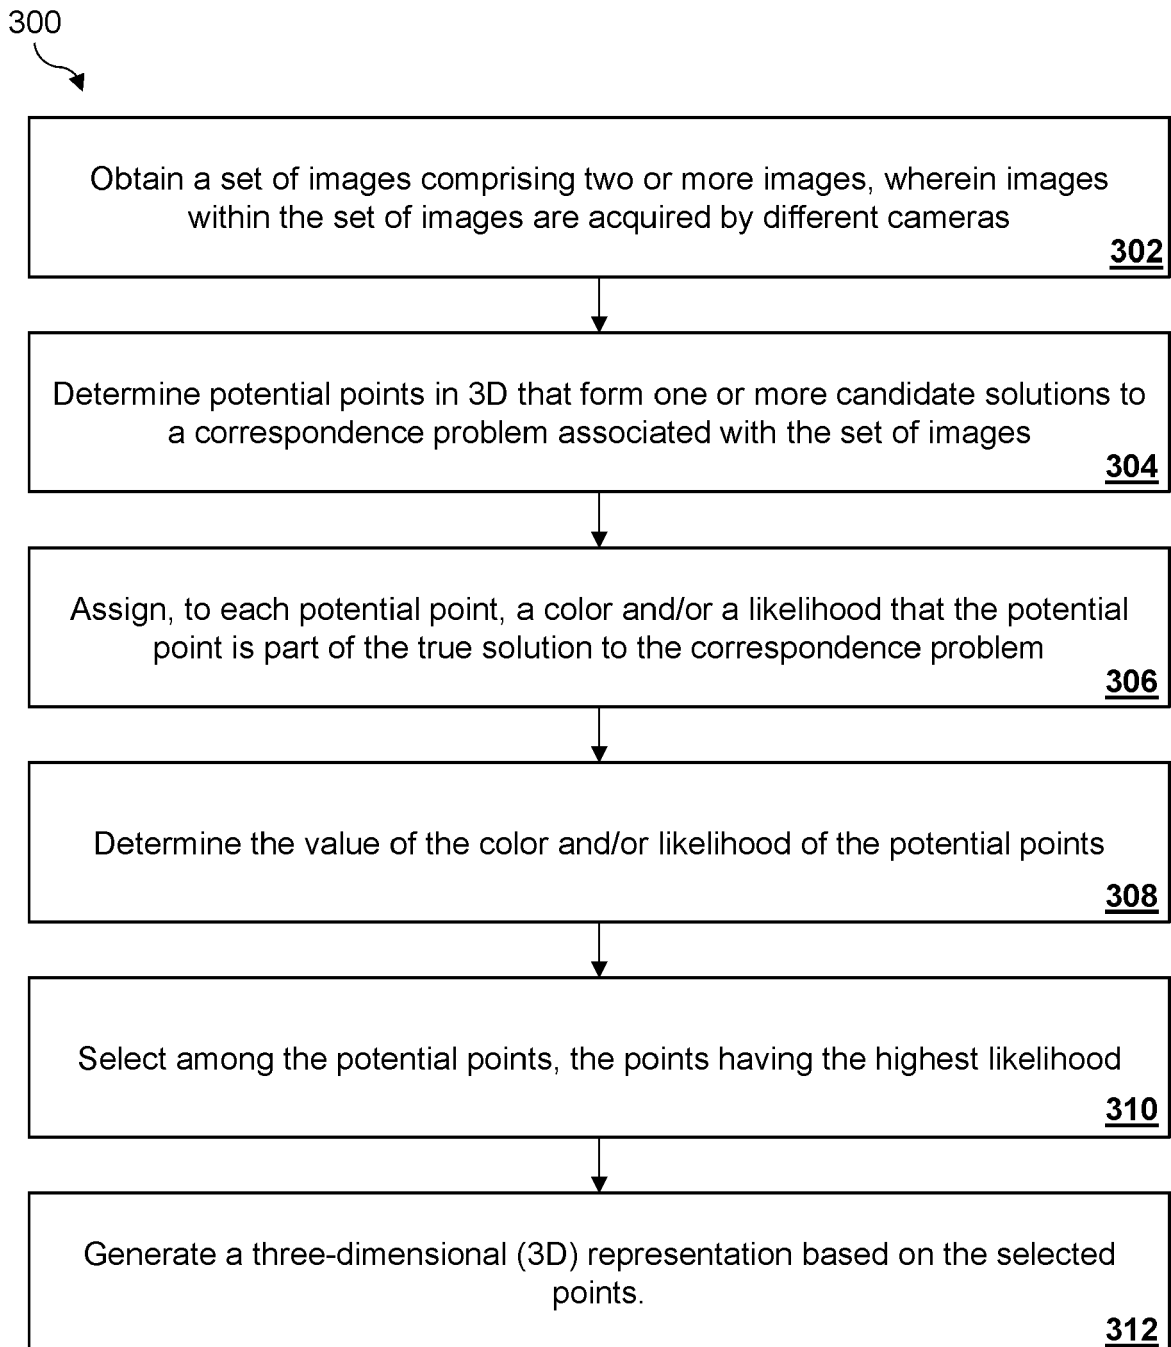 300
Obtain a set of images comprising two or more images, wherein images
within the set of images are acquired by different cameras
302
Determine potential points in 3D that form one or more candidate solutions to
a correspondence problem associated with the set of images
304
Assign, to each potential point, a color and/or a likelihood that the potential
point is part of the true solution to the correspondence problem
306
Determine the value of the color and/or likelihood of the potential points
308
Select among the potential points, the points having the highest likelihood
310
Generate a three-dimensional (3D) representation based on the selected
points.
312